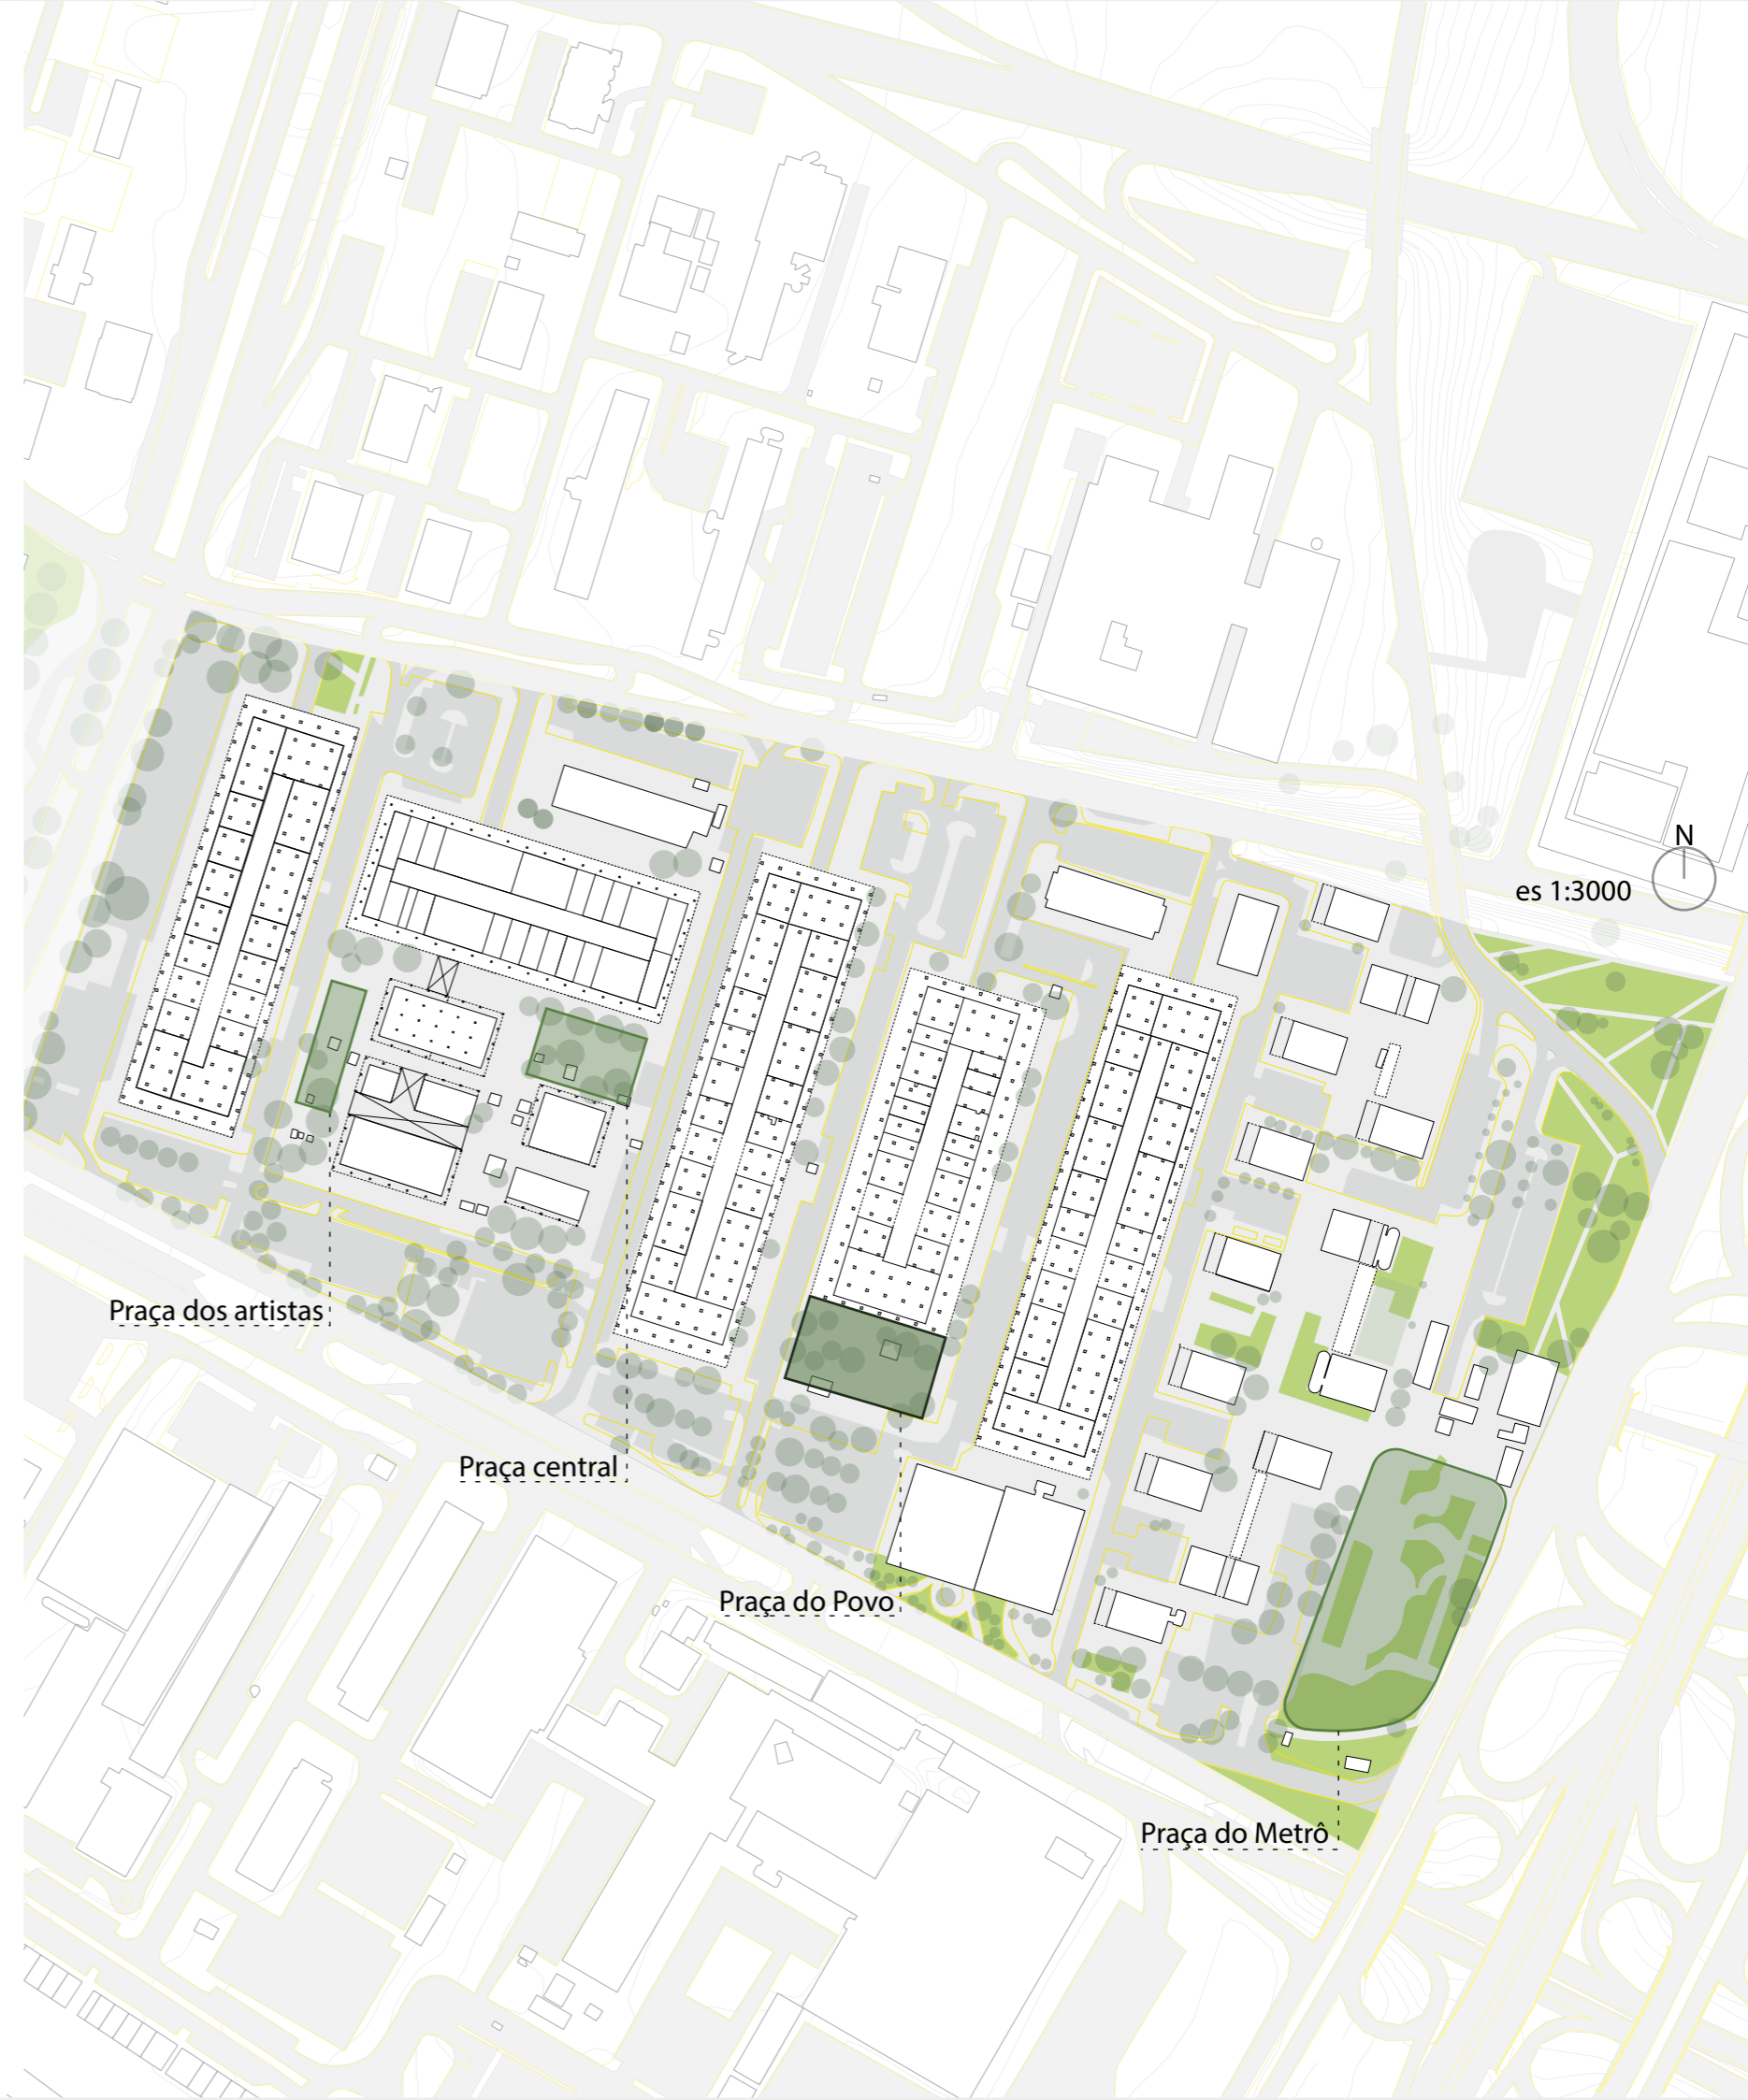 N
es 1:3000
Praça dos artistas
Praça central
Praça do Povo
Praça do Metrô